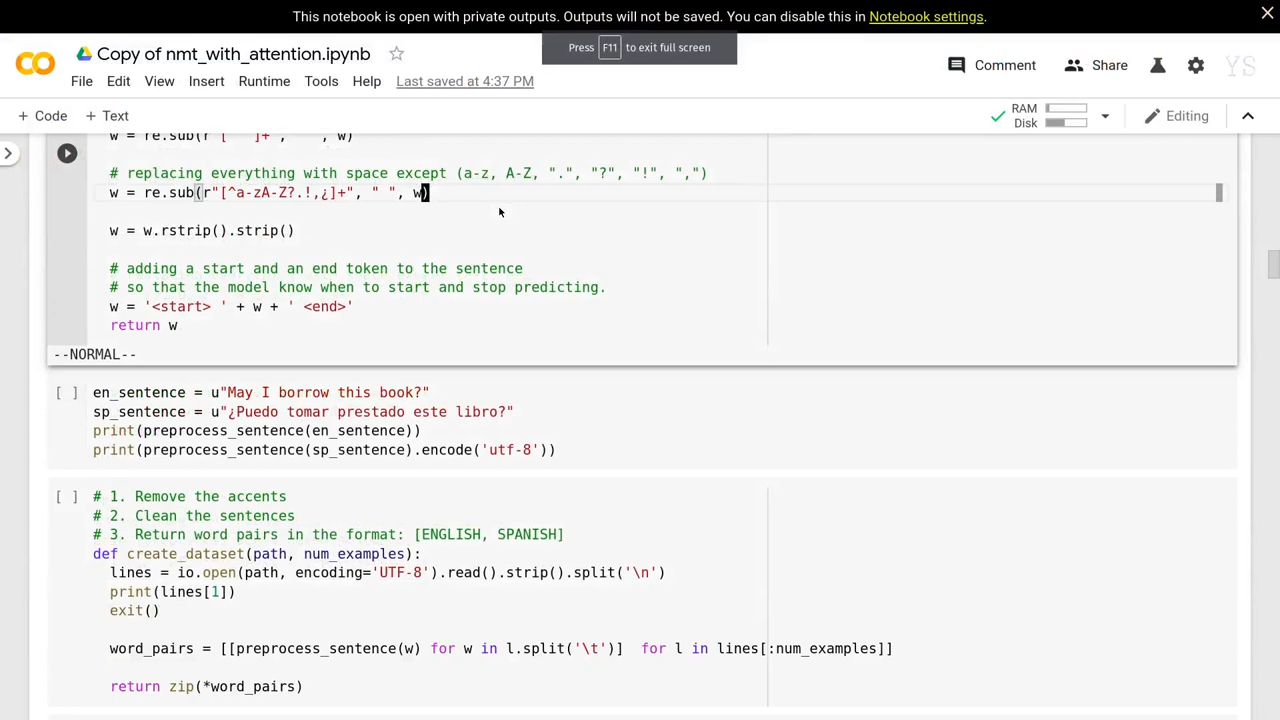 This notebook is open with private outputs. Outputs will not be saved. You can disable this in Notebook settings.
Copy of nmt_with_attention.ipynb
Press F11 to exit full screen
Comment Share YS
File Edit View Insert Runtime Tools Help Last saved at 4:37 PM
+ Code + Text RAM Disk Editing
w = re.sub(r"[" "]+", " ", w)
# replacing everything with space except (a-z, A-Z, ".", "?", "!", ",")
w = re.sub(r"[^a-zA-Z?.!,¿]+", " ", w)
w = w.rstrip().strip()
# adding a start and an end token to the sentence
# so that the model know when to start and stop predicting.
w = '<start> ' + w + ' <end>'
return w
--NORMAL--
[ ] en_sentence = u"May I borrow this book?"
sp_sentence = u"¿Puedo tomar prestado este libro?"
print(preprocess_sentence(en_sentence))
print(preprocess_sentence(sp_sentence).encode('utf-8'))
[ ] # 1. Remove the accents
# 2. Clean the sentences
# 3. Return word pairs in the format: [ENGLISH, SPANISH]
def create_dataset(path, num_examples):
lines = io.open(path, encoding='UTF-8').read().strip().split('\n')
print(lines[1])
exit()
word_pairs = [[preprocess_sentence(w) for w in l.split('\t')]  for l in lines[:num_examples]]
return zip(*word_pairs)